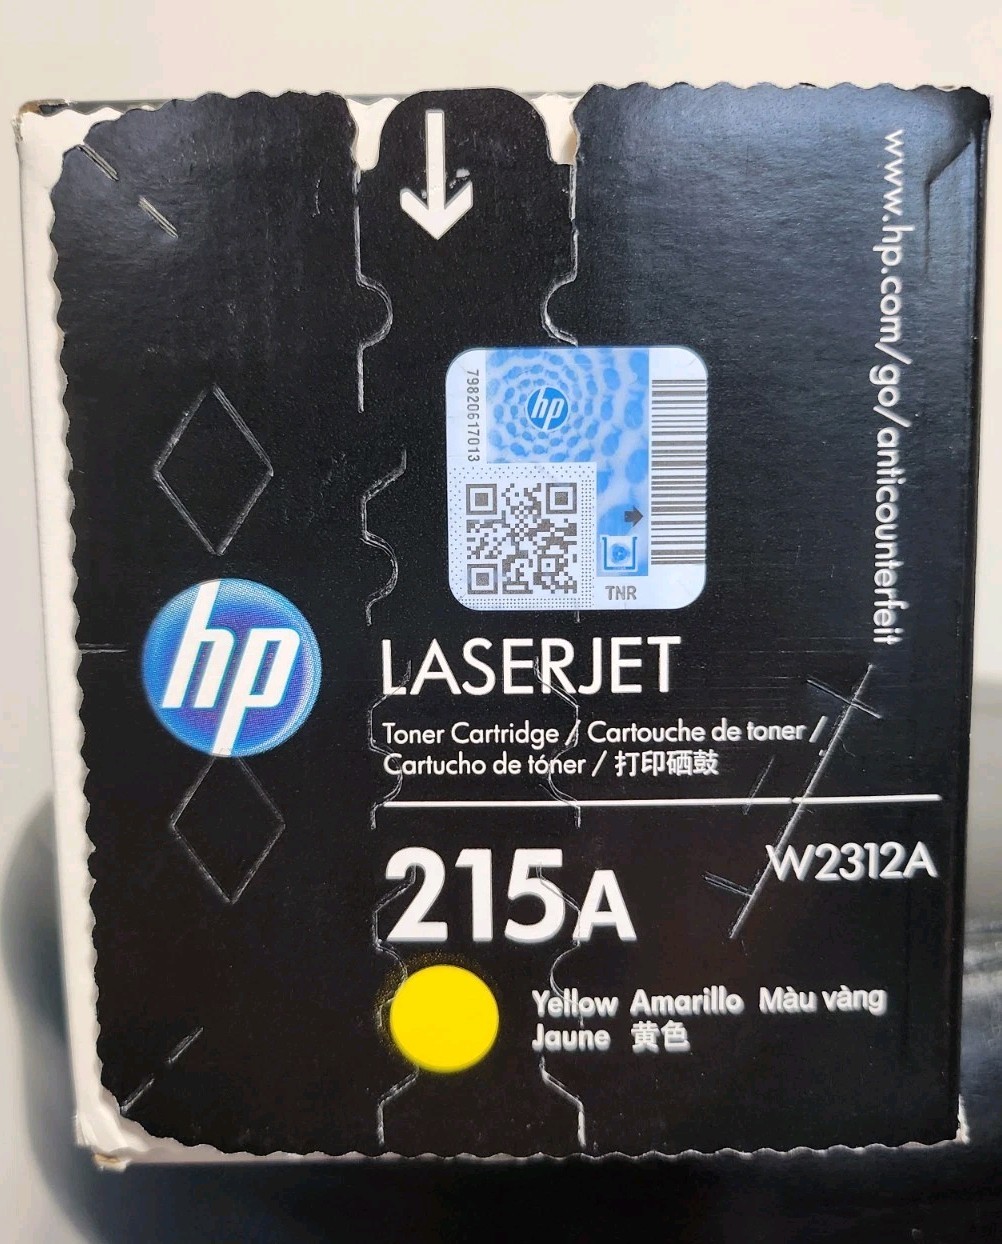 www.hp.com/go/anticounterfeit
79820617013
hp
TNR
hp
LASERJET
Toner Cartridge / Cartouche de toner /
Cartucho de tóner / 打印硒鼓
215A
W2312A
Yellow Amarillo Màu vàng
Jaune 黄色